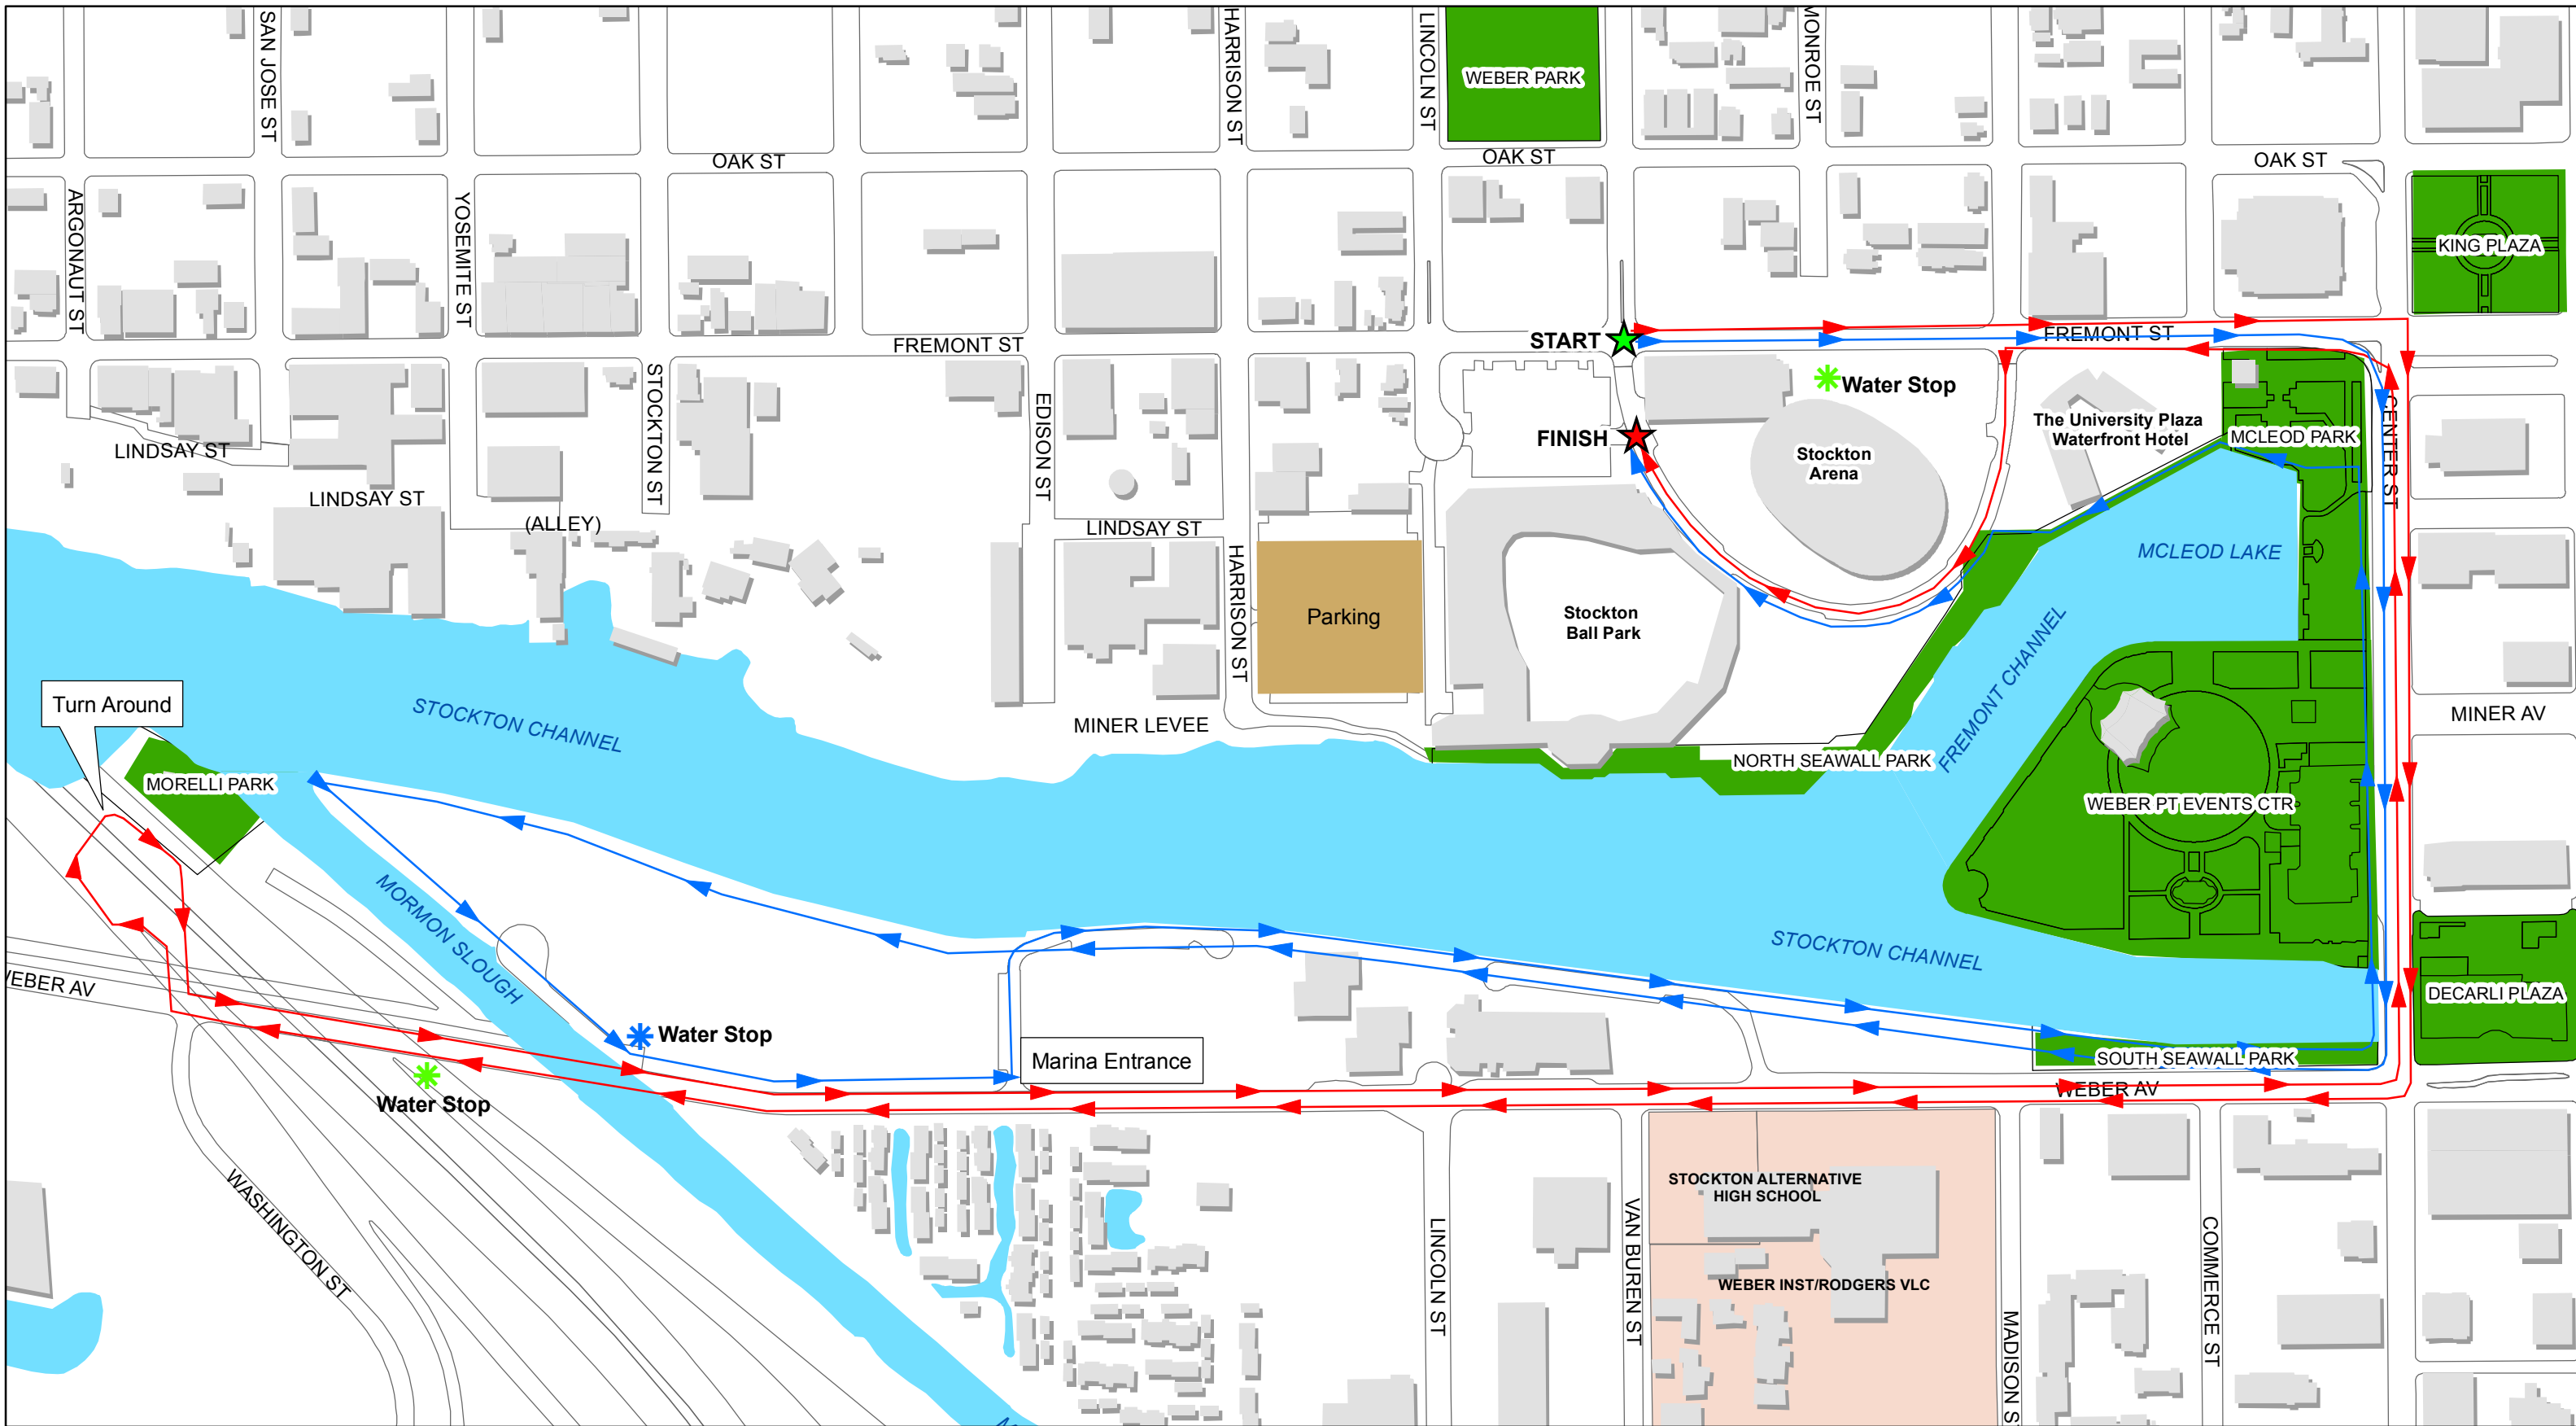 SAN JOSE ST
HARRISON ST
LINCOLN ST
WEBER PARK
MONROE ST
OAK ST
OAK ST
OAK ST
ARGONAUT ST
YOSEMITE ST
KING PLAZA
START
FREMONT ST
FREMONT ST
STOCKTON ST
EDISON ST
Water Stop
CENTER ST
The University Plaza
Waterfront Hotel
MCLEOD PARK
FINISH
Stockton
Arena
LINDSAY ST
LINDSAY ST
(ALLEY)
LINDSAY ST
HARRISON ST
MCLEOD LAKE
Parking
Stockton
Ball Park
FREMONT CHANNEL
Turn Around
STOCKTON CHANNEL
MINER LEVEE
MINER AV
NORTH SEAWALL PARK
MORELLI PARK
WEBER PT EVENTS CTR
MORMON SLOUGH
STOCKTON CHANNEL
WEBER AV
DECARLI PLAZA
Water Stop
Marina Entrance
SOUTH SEAWALL PARK
WEBER AV
Water Stop
WASHINGTON ST
STOCKTON ALTERNATIVE
HIGH SCHOOL
LINCOLN ST
VAN BUREN ST
WEBER INST/RODGERS VLC
MADISON S
COMMERCE ST